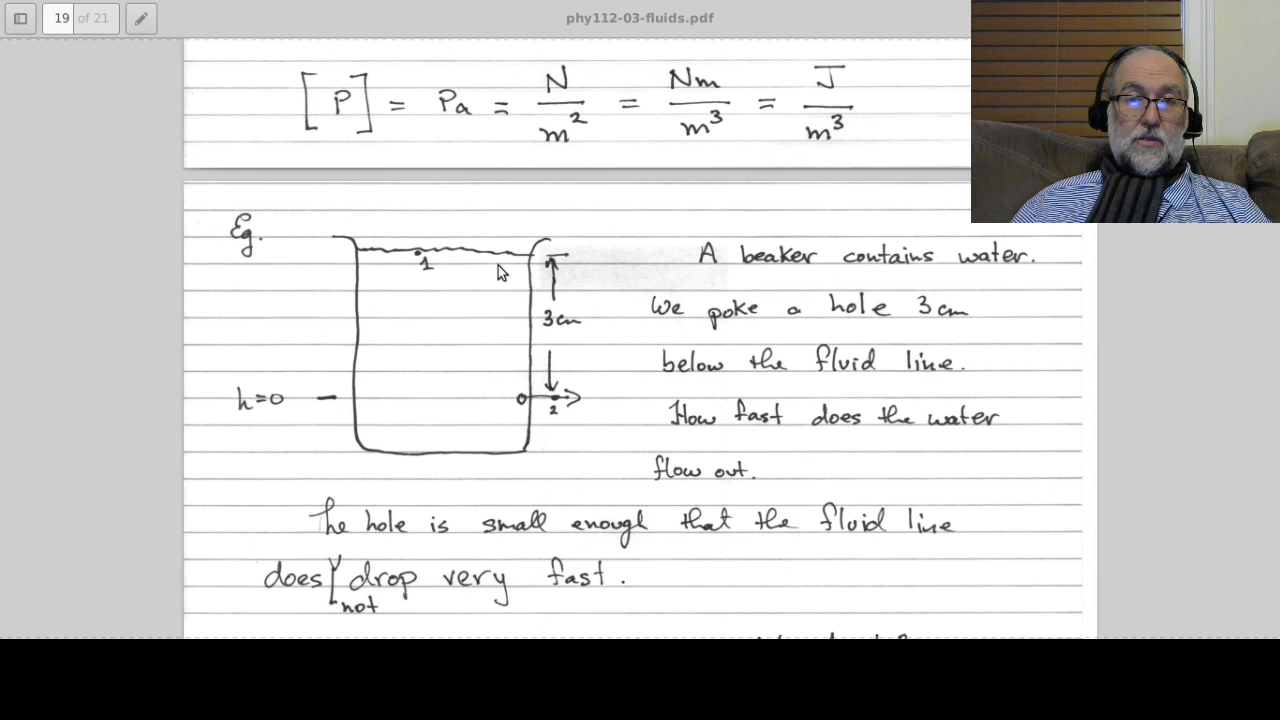 19 of 21
phy112-03-fluids.pdf
[P] = Pa = N/m² = Nm/m³ = J/m³
Eg.
1
A beaker contains water.
We poke a hole 3cm
3cm
below the fluid line.
h=0
2
How fast does the water
flow out.
The hole is small enough that the fluid line
does drop very fast.
not